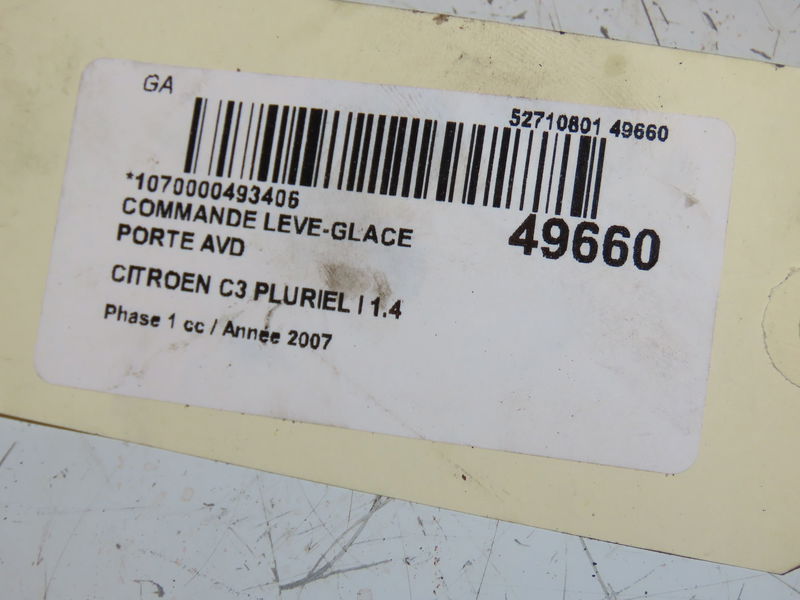 GA
52710801 49660
*1070000493406
COMMANDE LEVE-GLACE
49660
PORTE AVD
CITROEN C3 PLURIEL I 1.4
Phase 1 cc / Année 2007